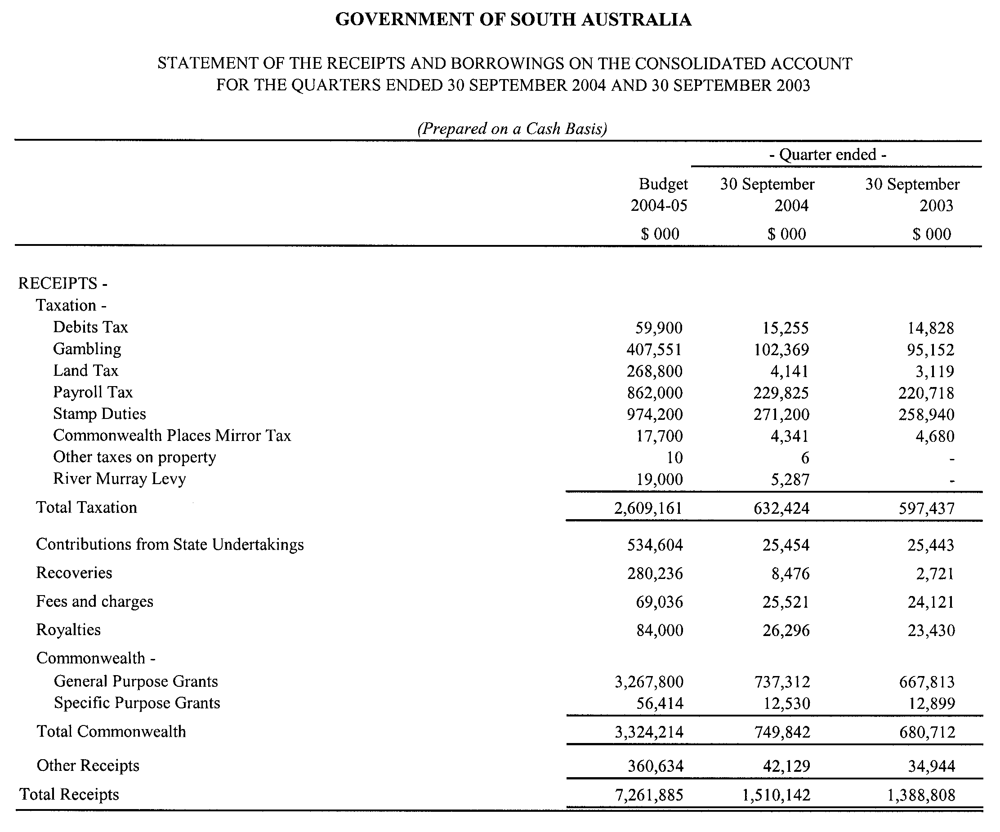 GOVERNMENT OF SOUTH AUSTRALIA
STATEMENT OF THE RECEIPTS AND BORROWINGS ON THE CONSOLIDATED ACCOUNT
FOR THE QUARTERS ENDED 30 SEPTEMBER 2004 AND 30 SEPTEMBER 2003
(Prepared on a Cash Basis)
- Quarter ended -
Budget 30 September 30 September
2004-05 2004 2003
$ 000 $ 000 $ 000
RECEIPTS -
Taxation -
Debits Tax 59,900 15,255 14,828
Gambling 407,551 102,369 95,152
Land Tax 268,800 4,141 3,119
Payroll Tax 862,000 229,825 220,718
Stamp Duties 974,200 271,200 258,940
Commonwealth Places Mirror Tax 17,700 4,341 4,680
Other taxes on property 10 6 -
River Murray Levy 19,000 5,287 -
Total Taxation 2,609,161 632,424 597,437
Contributions from State Undertakings 534,604 25,454 25,443
Recoveries 280,236 8,476 2,721
Fees and charges 69,036 25,521 24,121
Royalties 84,000 26,296 23,430
Commonwealth -
General Purpose Grants 3,267,800 737,312 667,813
Specific Purpose Grants 56,414 12,530 12,899
Total Commonwealth 3,324,214 749,842 680,712
Other Receipts 360,634 42,129 34,944
Total Receipts 7,261,885 1,510,142 1,388,808